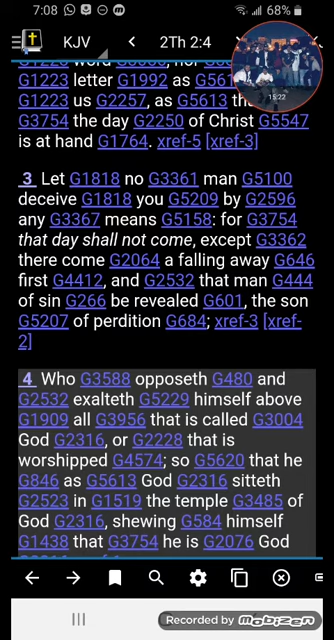 7:08 68%
KJV 2Th 2:4
G1223 letter G1992 as G561
G1223 us G2257, as G5613 th
G3754 the day G2250 of Christ G5547
is at hand G1764. xref-5 [xref-3]
3 Let G1818 no G3361 man G5100
deceive G1818 you G5209 by G2596
any G3367 means G5158: for G3754
that day shall not come, except G3362
there come G2064 a falling away G646
first G4412, and G2532 that man G444
of sin G266 be revealed G601, the son
G5207 of perdition G684; xref-3 [xref-
2]
4 Who G3588 opposeth G480 and
G2532 exalteth G5229 himself above
G1909 all G3956 that is called G3004
God G2316, or G2228 that is
worshipped G4574; so G5620 that he
G846 as G5613 God G2316 sitteth
G2523 in G1519 the temple G3485 of
God G2316, shewing G584 himself
G1438 that G3754 he is G2076 God
15:22
Recorded by MOBIZEN